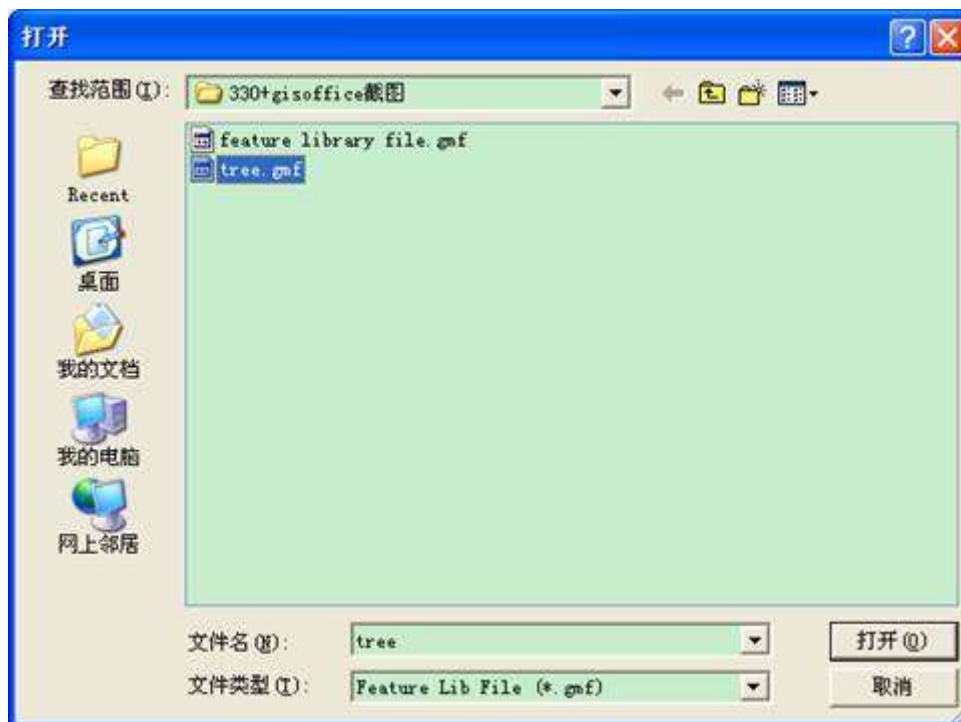 打开
查找范围(I):
330+gisoffice截图
feature library file.gmf
tree.gmf
Recent
桌面
我的文档
我的电脑
网上邻居
文件名(N):
tree
打开(O)
文件类型(T):
Feature Lib File (*.gmf)
取消